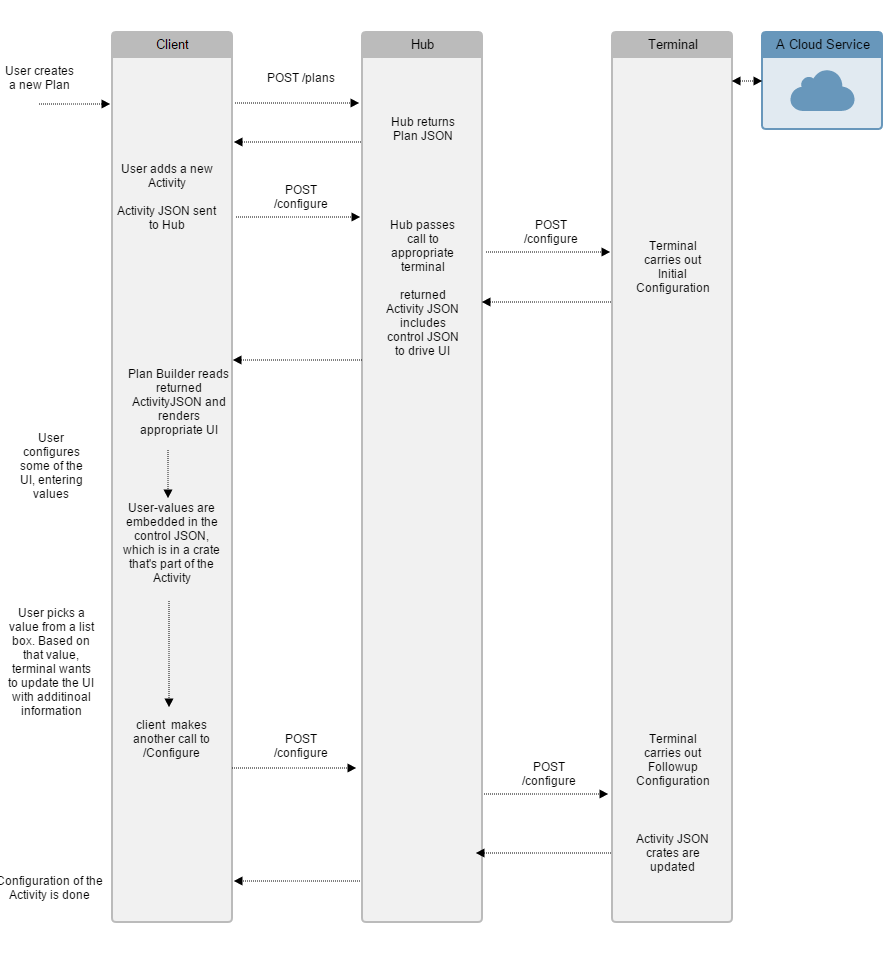 Client
Hub
Terminal
A Cloud Service
User creates
a new Plan
POST /plans
Hub returns
Plan JSON
User adds a new
Activity
Activity JSON sent
to Hub
POST
/configure
Hub passes
call to
appropriate
terminal
POST
/configure
Terminal
carries out
Initial
Configuration
returned
Activity JSON
includes
control JSON
to drive UI
Plan Builder reads
returned
ActivityJSON and
renders
appropriate UI
User
configures
some of the
UI, entering
values
User-values are
embedded in the
control JSON,
which is in a crate
that's part of the
Activity
User picks a
value from a list
box. Based on
that value,
terminal wants
to update the UI
with additinoal
information
client makes
another call to
/Configure
POST
/configure
POST
/configure
Terminal
carries out
Followup
Configuration
Activity JSON
crates are
updated
Configuration of the
Activity is done